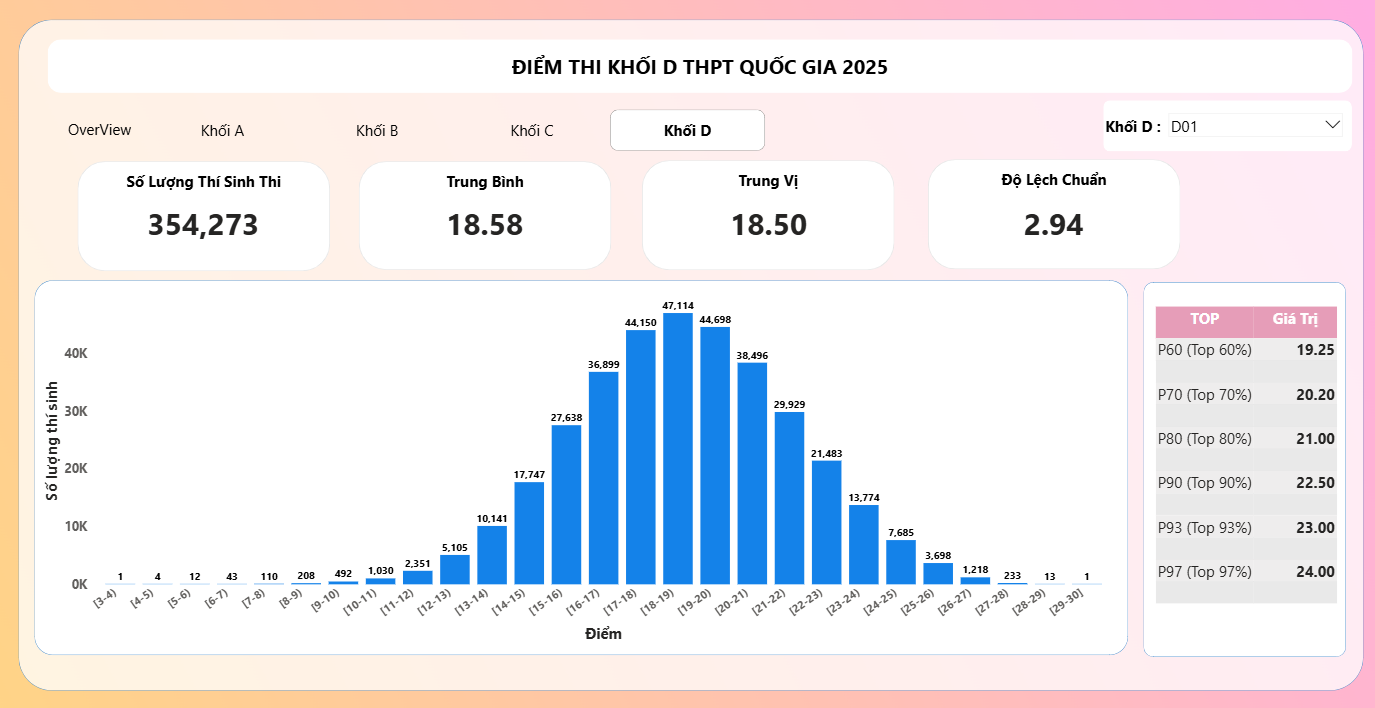 ĐIỂM THI KHỐI D THPT QUỐC GIA 2025
OverView
Khối A
Khối B
Khối C
Khối D
Khối D : D01
Số Lượng Thí Sinh Thi
354,273
Trung Bình
18.58
Trung Vị
18.50
Độ Lệch Chuẩn
2.94
Số lượng thí sinh
40K
30K
20K
10K
0K
1
4
12
43
110
208
492
1,030
2,351
5,105
10,141
17,747
27,638
36,899
44,150
47,114
44,698
38,496
29,929
21,483
13,774
7,685
3,698
1,218
233
13
1
[3-4)
[4-5)
[5-6)
[6-7)
[7-8)
[8-9)
[9-10)
[10-11)
[11-12)
[12-13)
[13-14)
[14-15)
[15-16)
[16-17)
[17-18)
[18-19)
[19-20)
[20-21)
[21-22)
[22-23)
[23-24)
[24-25)
[25-26)
[26-27)
[27-28)
[28-29)
[29-30]
Điểm
TOP Giá Trị
P60 (Top 60%) 19.25
P70 (Top 70%) 20.20
P80 (Top 80%) 21.00
P90 (Top 90%) 22.50
P93 (Top 93%) 23.00
P97 (Top 97%) 24.00